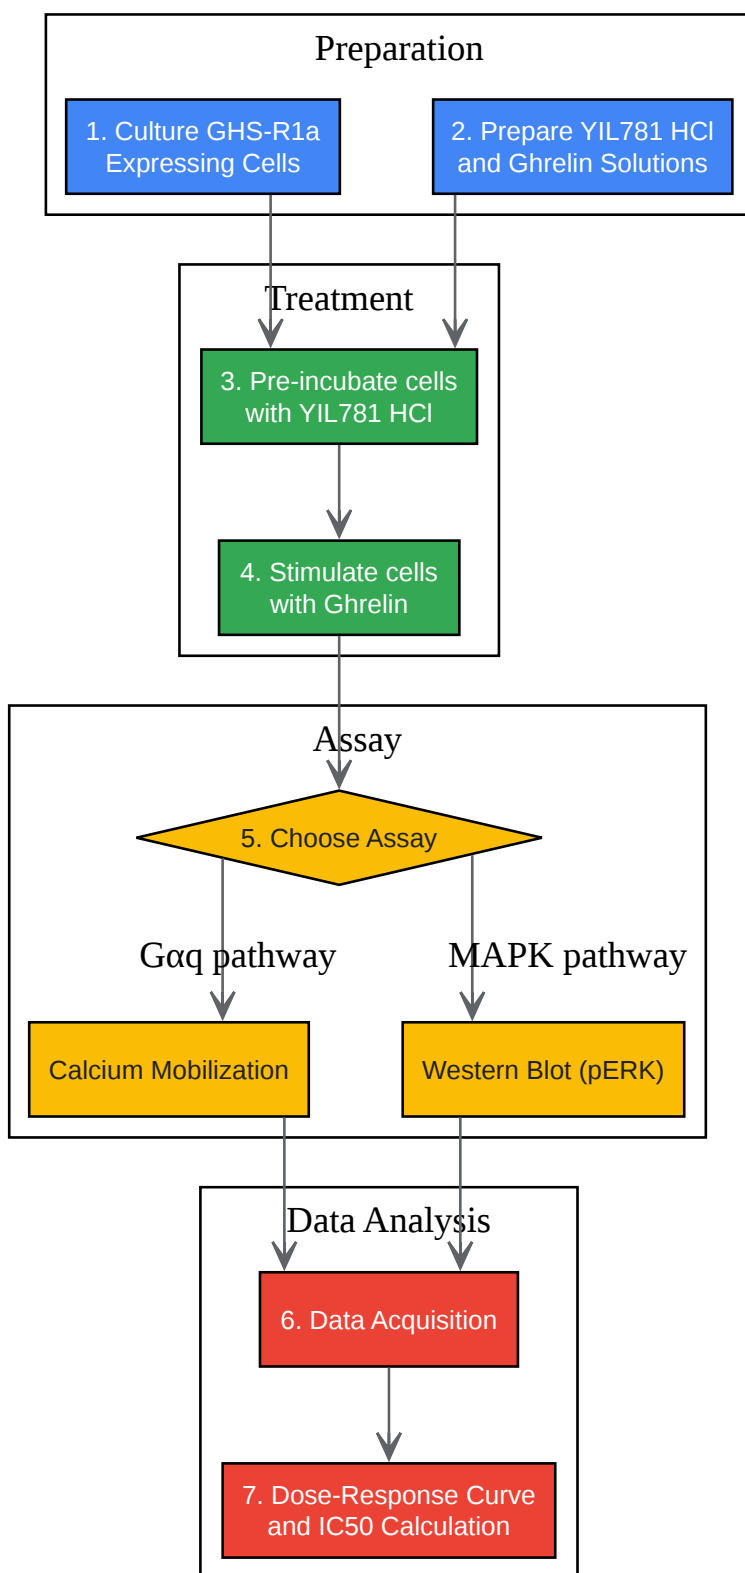 Preparation
1. Culture GHS-R1a
Expressing Cells
2. Prepare YIL781 HCl
and Ghrelin Solutions
Treatment
3. Pre-incubate cells
with YIL781 HCl
4. Stimulate cells
with Ghrelin
Assay
5. Choose Assay
Gαq pathway
MAPK pathway
Calcium Mobilization
Western Blot (pERK)
Data Analysis
6. Data Acquisition
7. Dose-Response Curve
and IC50 Calculation